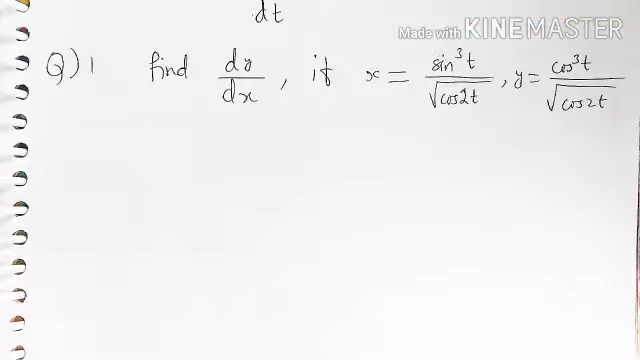 dt
Made with KINEMASTER
Q) 1 find dy/dx, if x = sin³t/√cos2t, y = cos³t/√cos2t